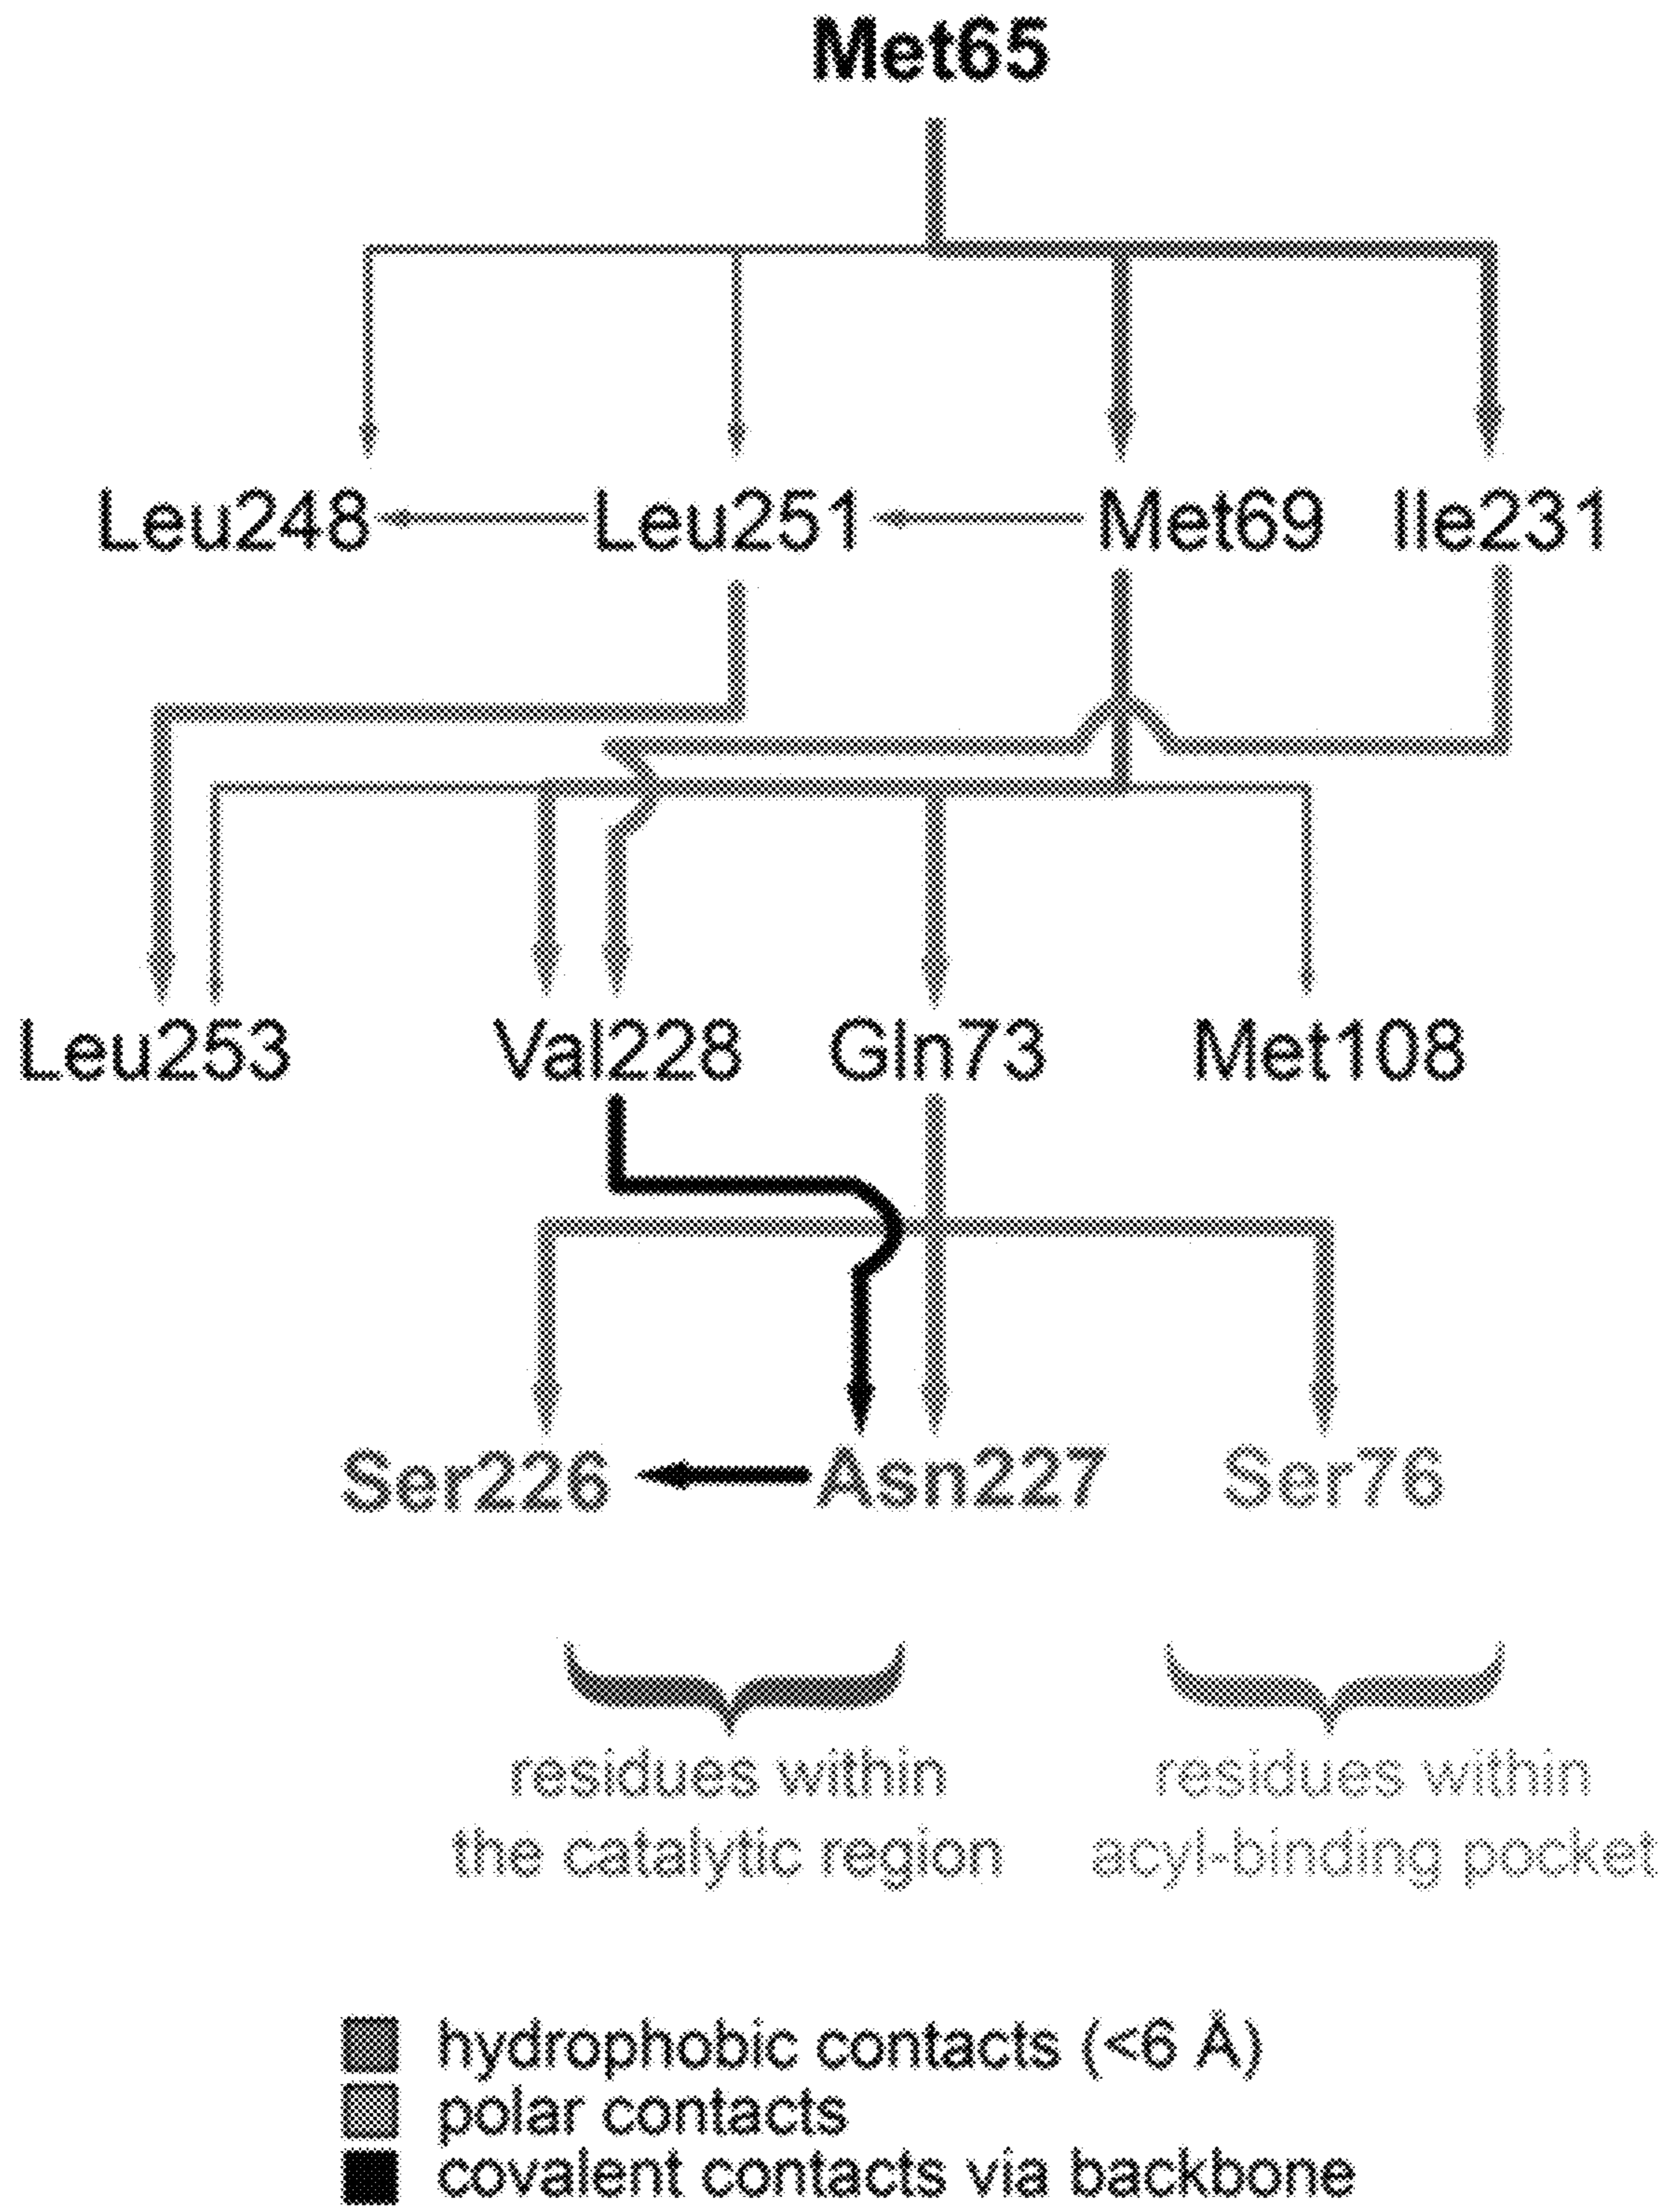 Met65
Leu248 Leu251 Met69 Ile231
Leu253 Val228 Gln73 Met108
Ser226 Asn227 Ser76
residues within
the catalytic region
residues within
acyl-binding pocket
hydrophobic contacts (<6 Å)
polar contacts
covalent contacts via backbone